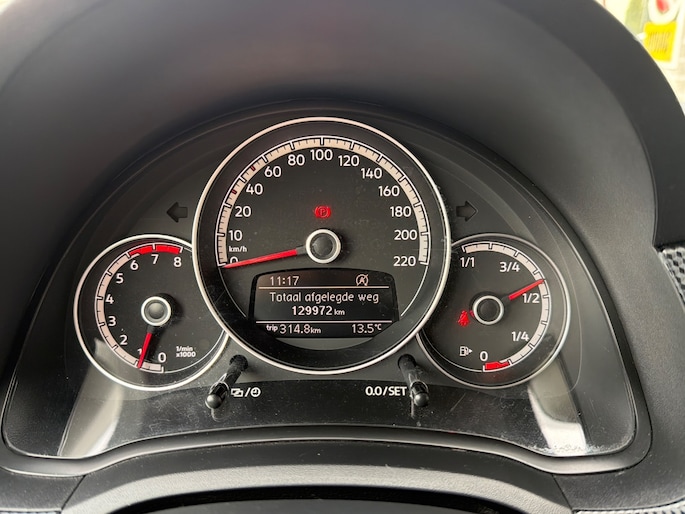 0 10 20 40 60 80 100 120 140 160 180 200 220
km/h
0 1 2 3 4 5 6 7 8
1/min
x1000
11:17
Totaal afgelegde weg
129972 km
trip 314.8 km 13.5°C
1/1 3/4 1/2 1/4 0
0.0/SET